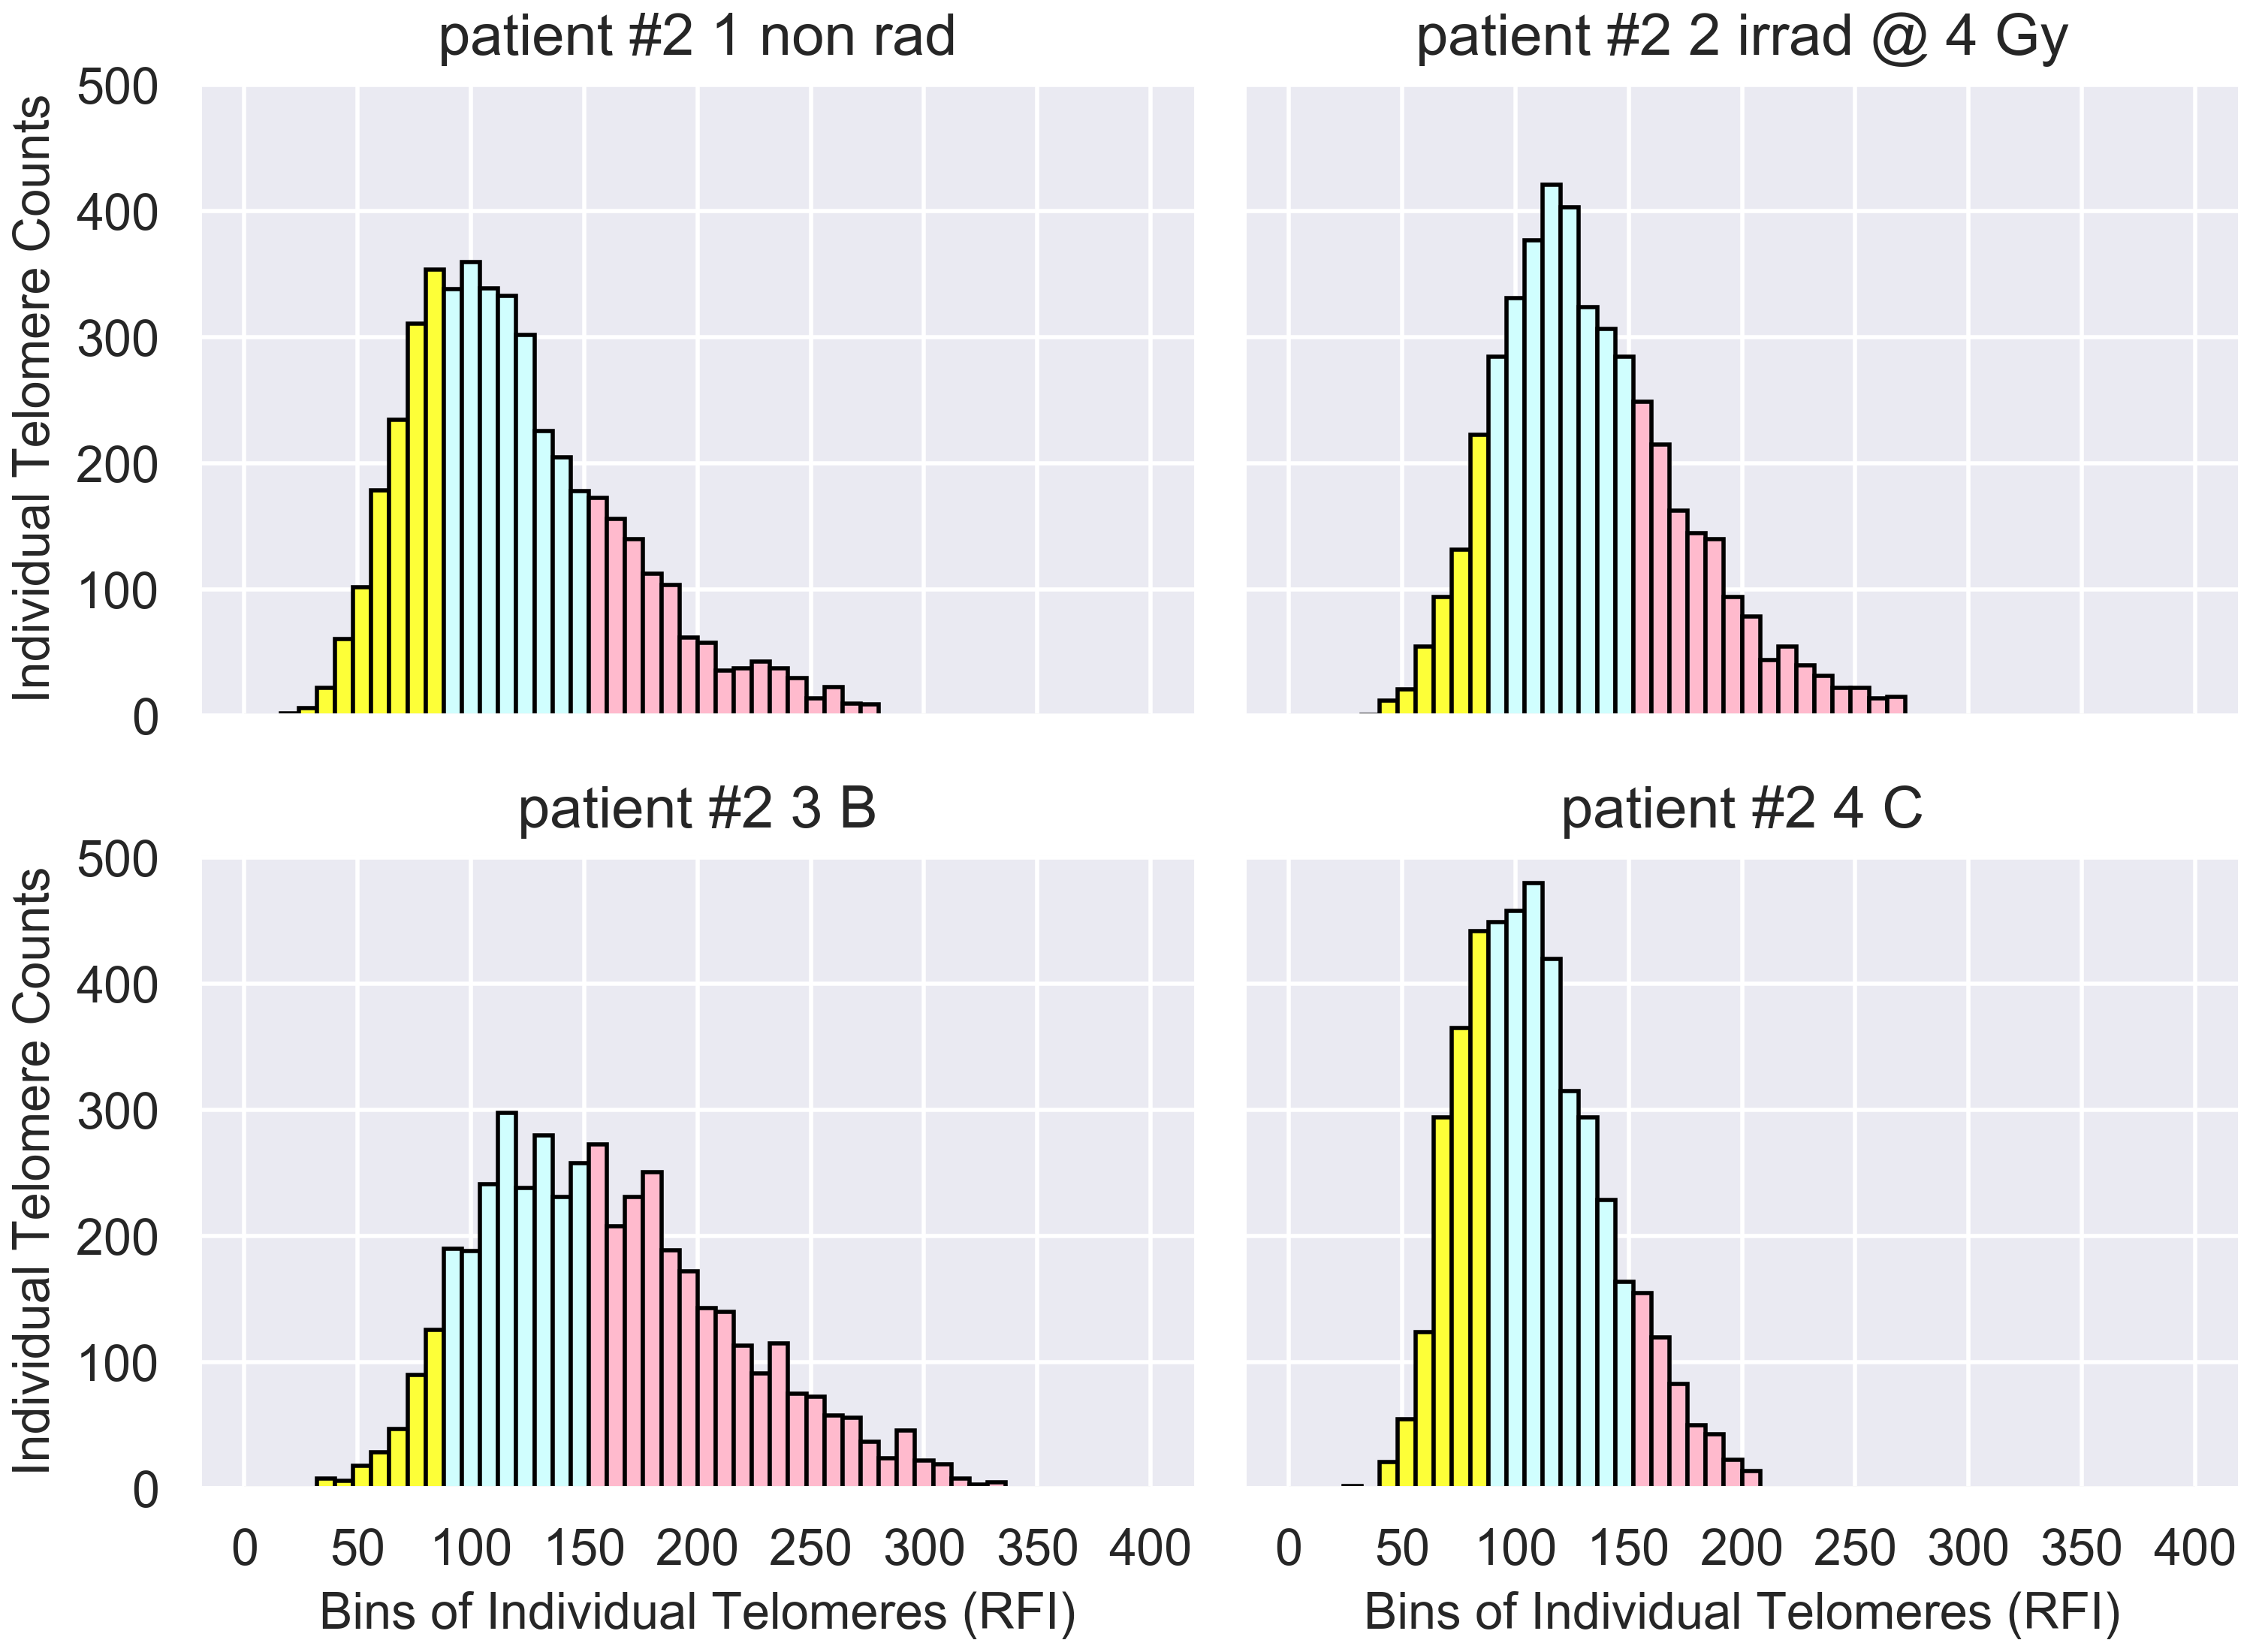 patient #2 1 non rad
patient #2 2 irrad @ 4 Gy
Individual Telomere Counts
500
400
300
200
100
0
patient #2 3 B
patient #2 4 C
Individual Telomere Counts
500
400
300
200
100
0
0 50 100 150 200 250 300 350 400
0 50 100 150 200 250 300 350 400
Bins of Individual Telomeres (RFI)
Bins of Individual Telomeres (RFI)